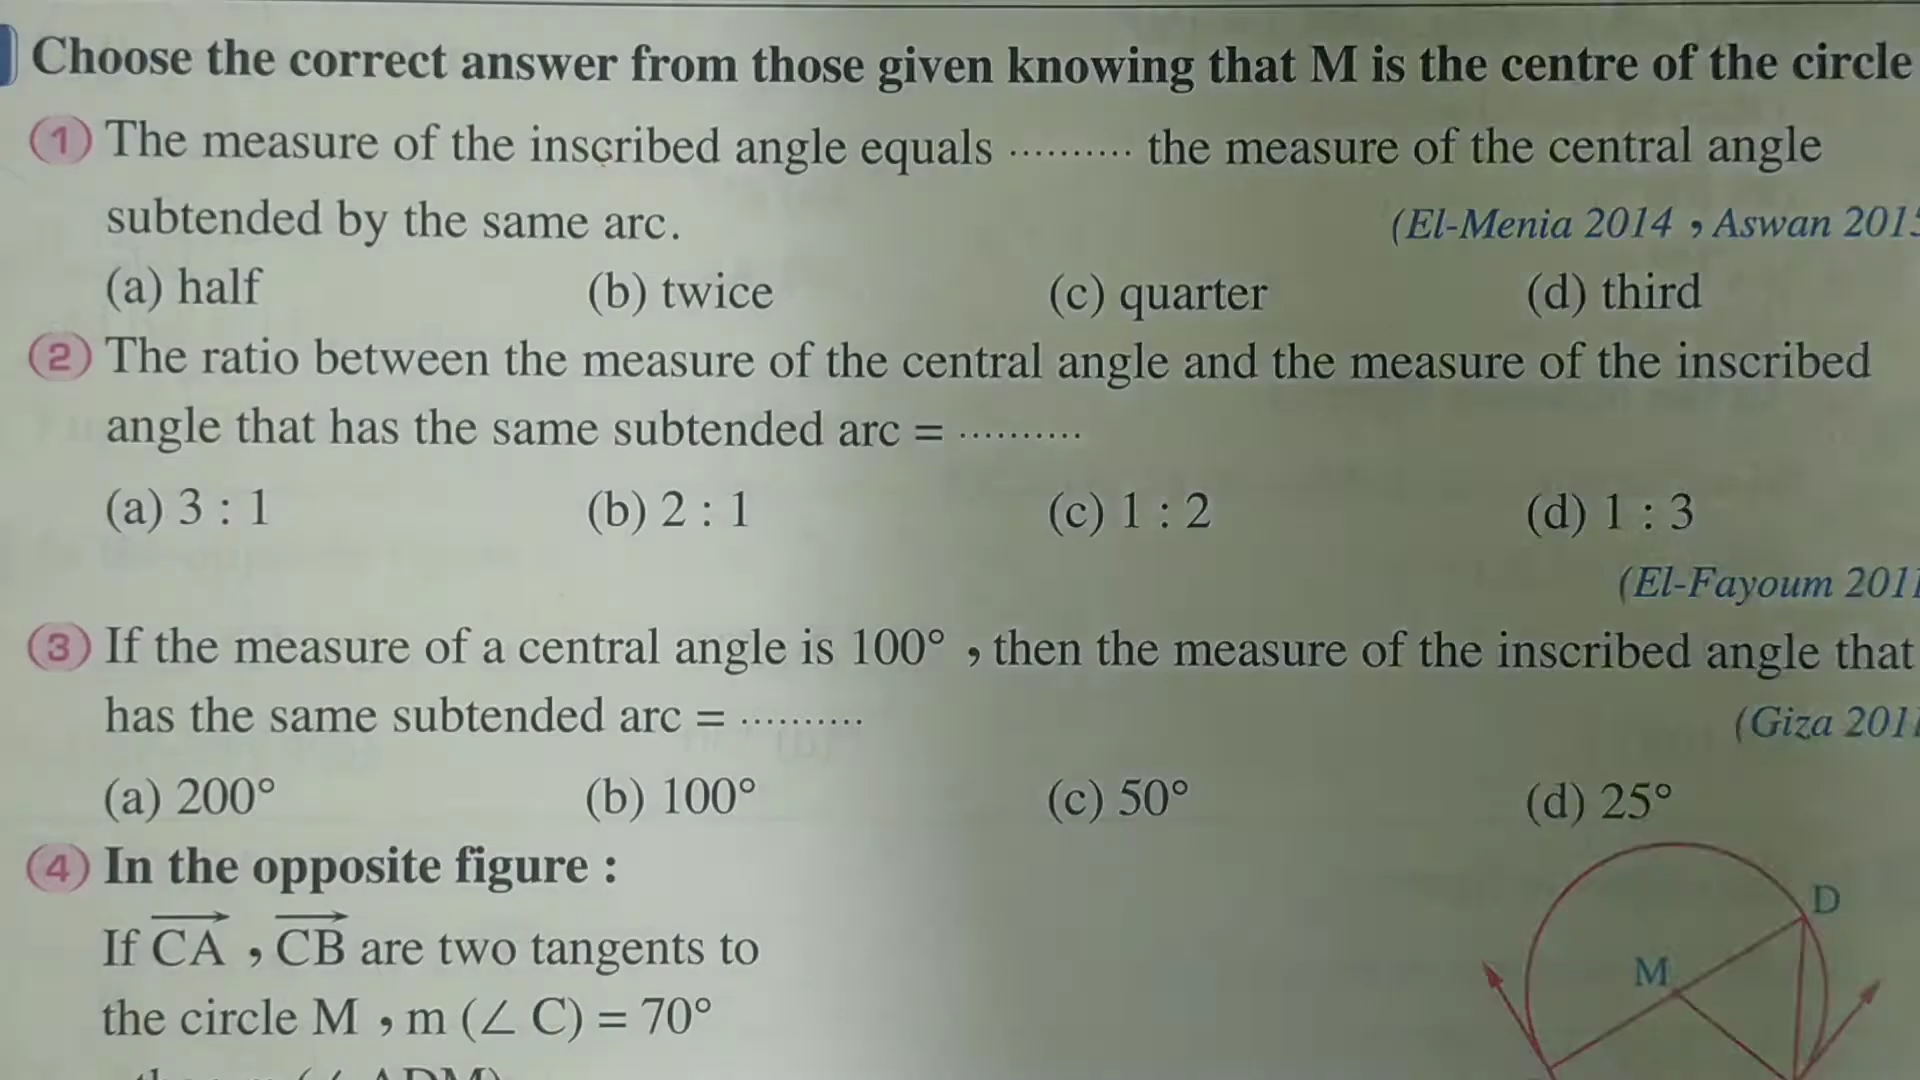 Choose the correct answer from those given knowing that M is the centre of the circle
1 The measure of the inscribed angle equals .......... the measure of the central angle
subtended by the same arc. (El-Menia 2014 , Aswan 201
(a) half (b) twice (c) quarter (d) third
2 The ratio between the measure of the central angle and the measure of the inscribed
angle that has the same subtended arc = ..........
(a) 3 : 1 (b) 2 : 1 (c) 1 : 2 (d) 1 : 3
(El-Fayoum 201
3 If the measure of a central angle is 100° , then the measure of the inscribed angle that
has the same subtended arc = .......... (Giza 201
(a) 200° (b) 100° (c) 50° (d) 25°
4 In the opposite figure :
D
If CA , CB are two tangents to
M
the circle M , m (∠ C) = 70°